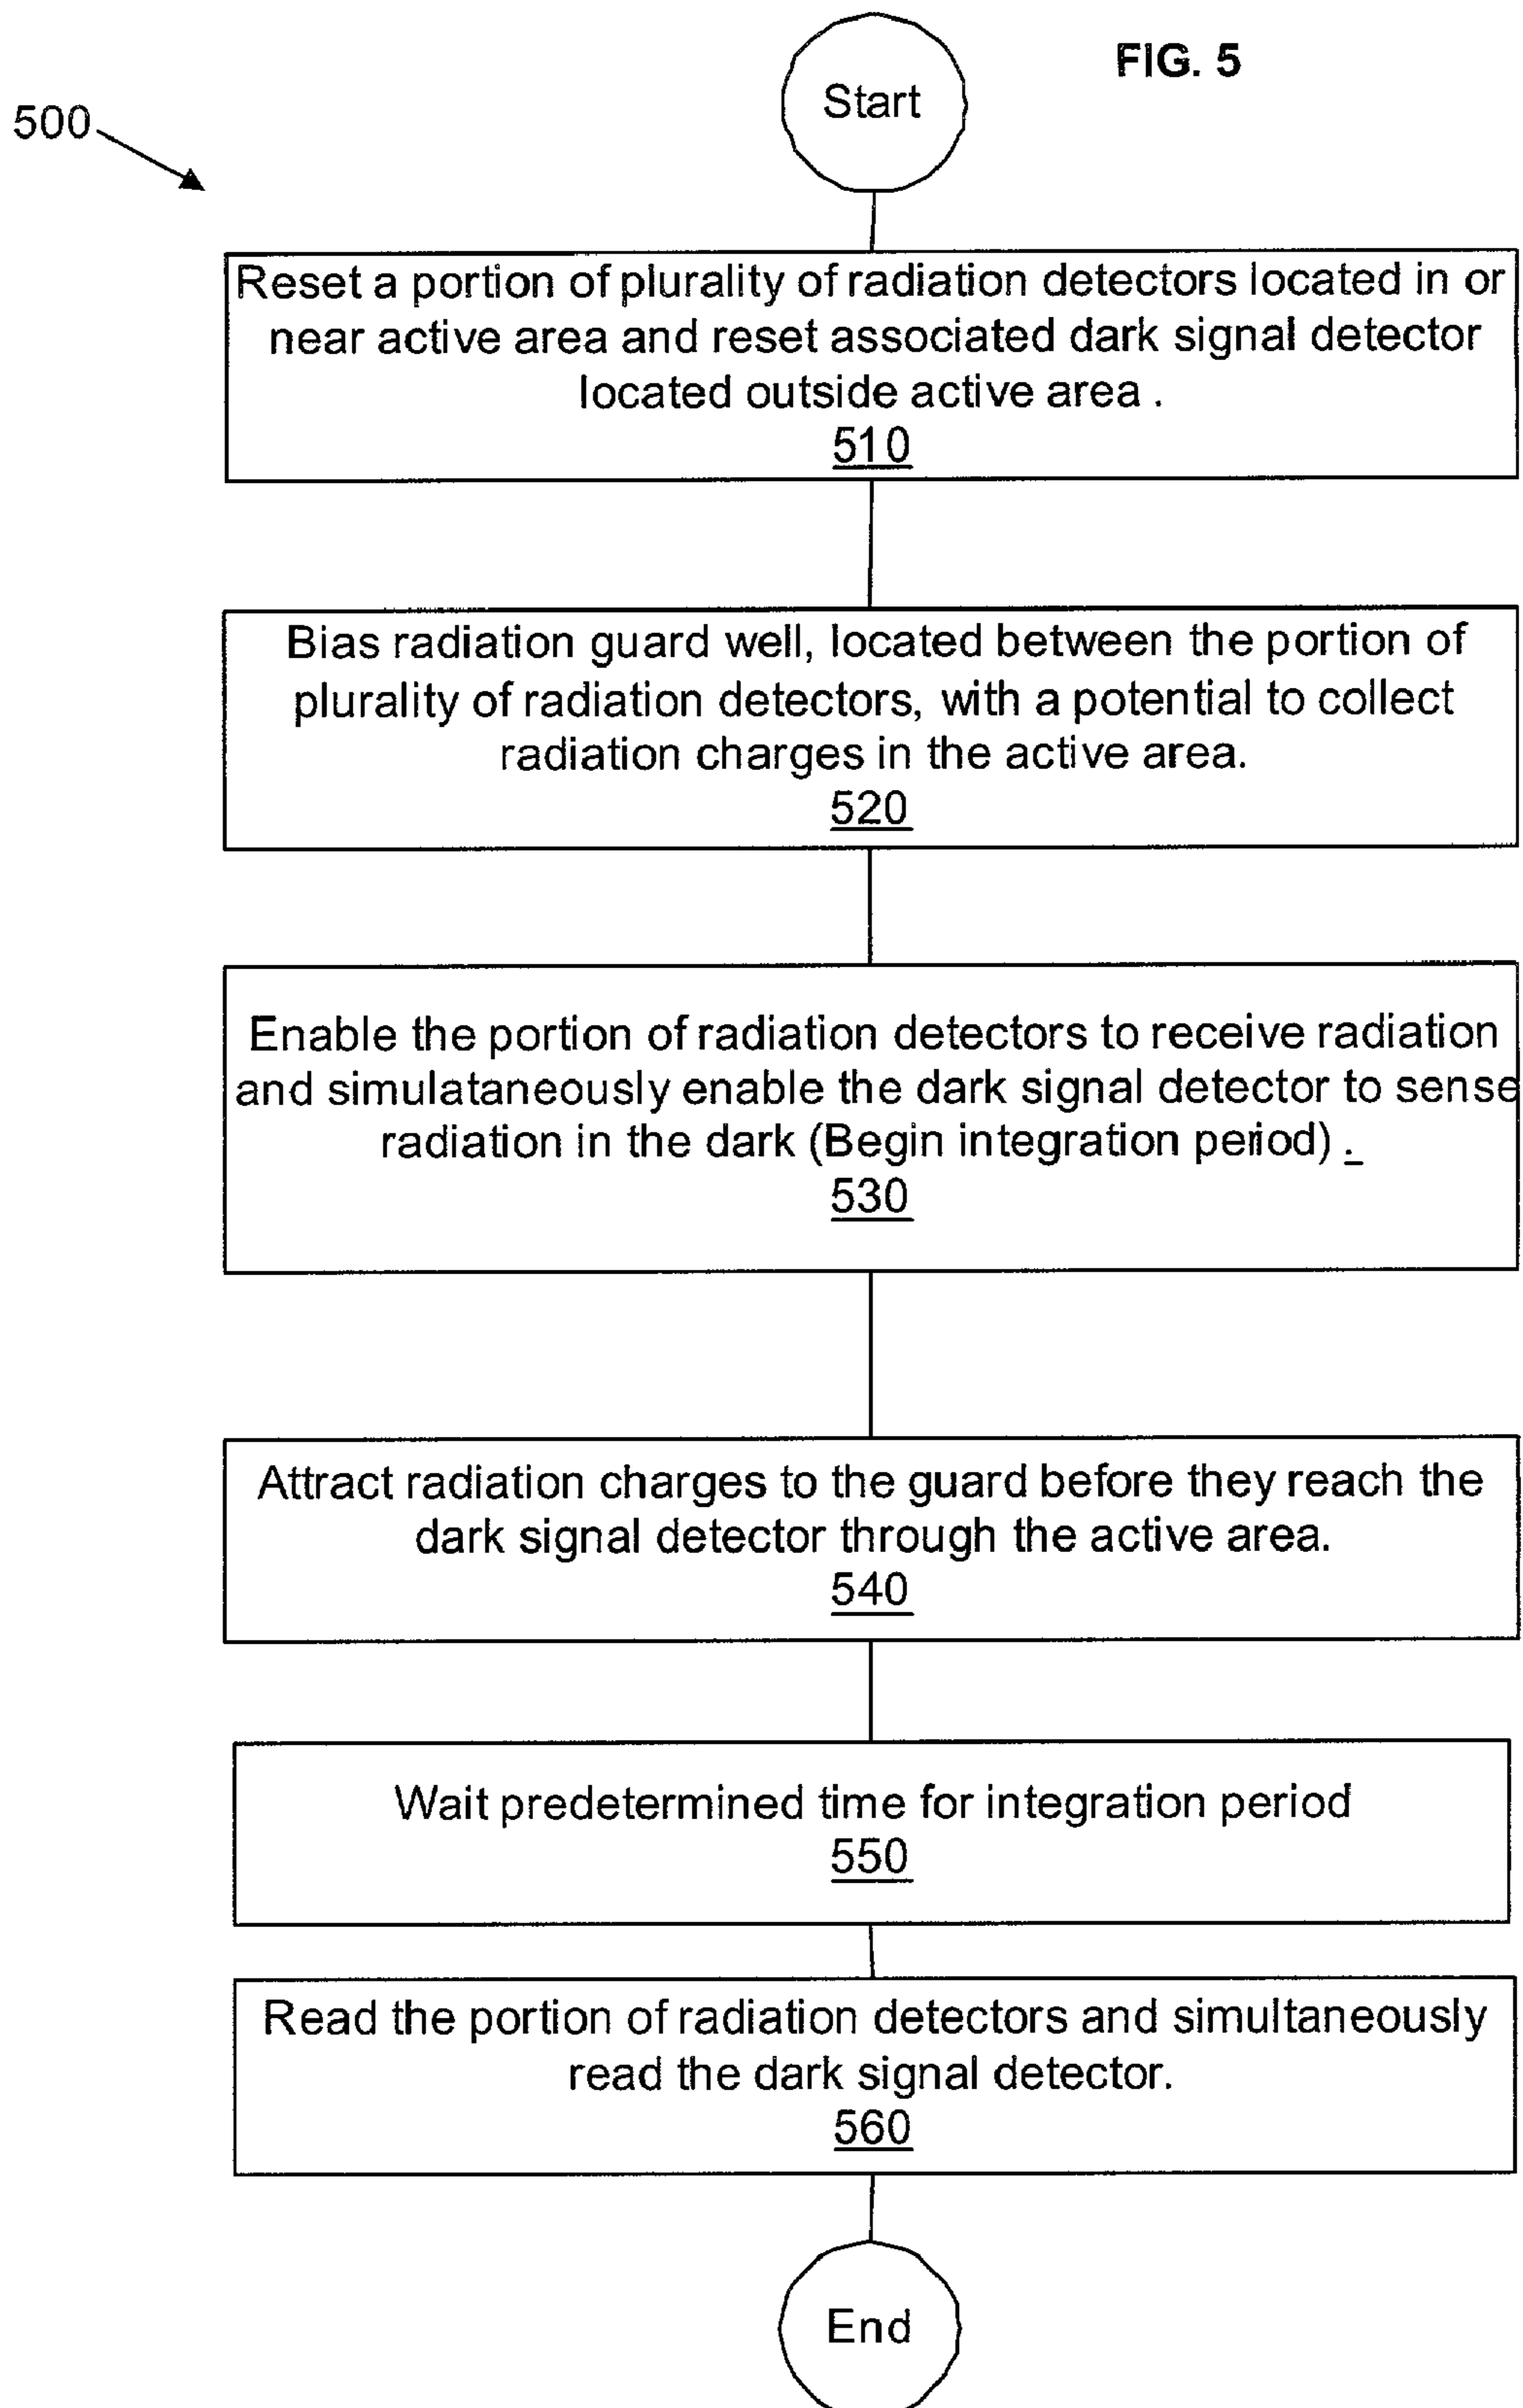 FIG. 5
Start
500
Reset a portion of plurality of radiation detectors located in or
near active area and reset associated dark signal detector
located outside active area .
510
Bias radiation guard well, located between the portion of
plurality of radiation detectors, with a potential to collect
radiation charges in the active area.
520
Enable the portion of radiation detectors to receive radiation
and simulataneously enable the dark signal detector to sense
radiation in the dark (Begin integration period) .
530
Attract radiation charges to the guard before they reach the
dark signal detector through the active area.
540
Wait predetermined time for integration period
550
Read the portion of radiation detectors and simultaneously
read the dark signal detector.
560
End